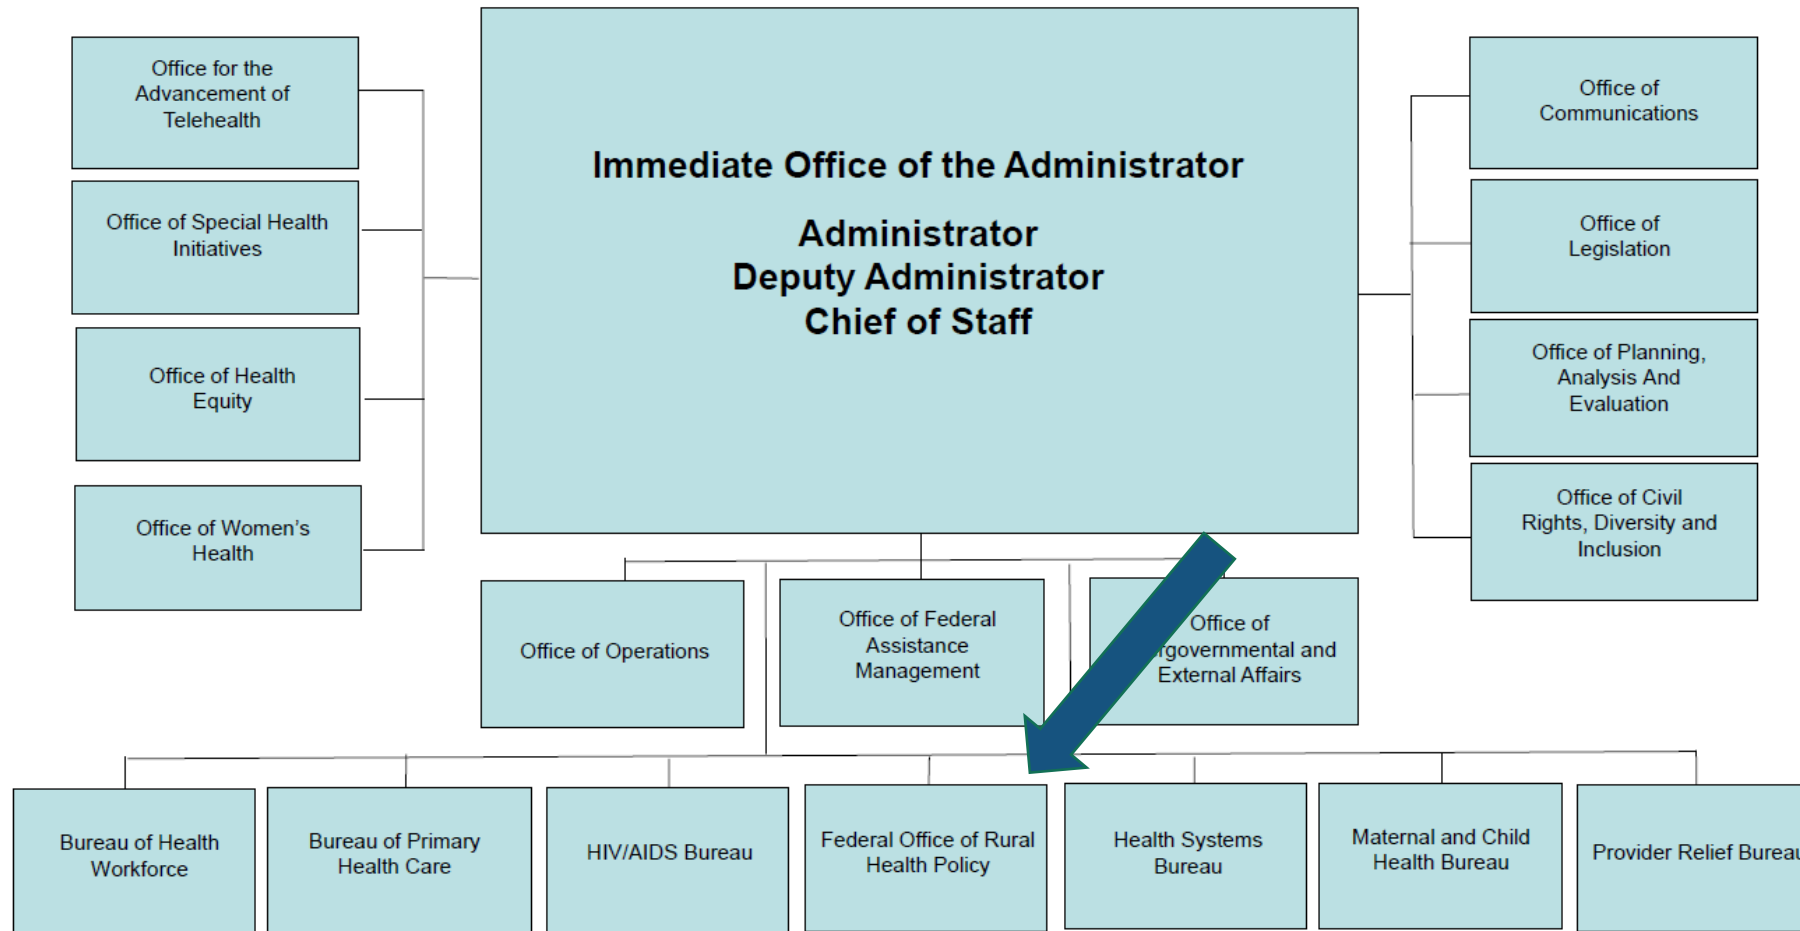 Office for the
Advancement of
Telehealth
Office of Special Health
Initiatives
Office of Health
Equity
Office of Women’s
Health
Immediate Office of the Administrator
Administrator
Deputy Administrator
Chief of Staff
Office of
Communications
Office of
Legislation
Office of Planning,
Analysis And
Evaluation
Office of Civil
Rights, Diversity and
Inclusion
Office of Operations
Office of Federal
Assistance
Management
Office of
and
External Affairs
Bureau of Health
Workforce
Bureau of Primary
Health Care
HIV/AIDS Bureau
Federal Office of Rural
Health Policy
Health Systems
Bureau
Maternal and Child
Health Bureau
Provider Relief Bureau